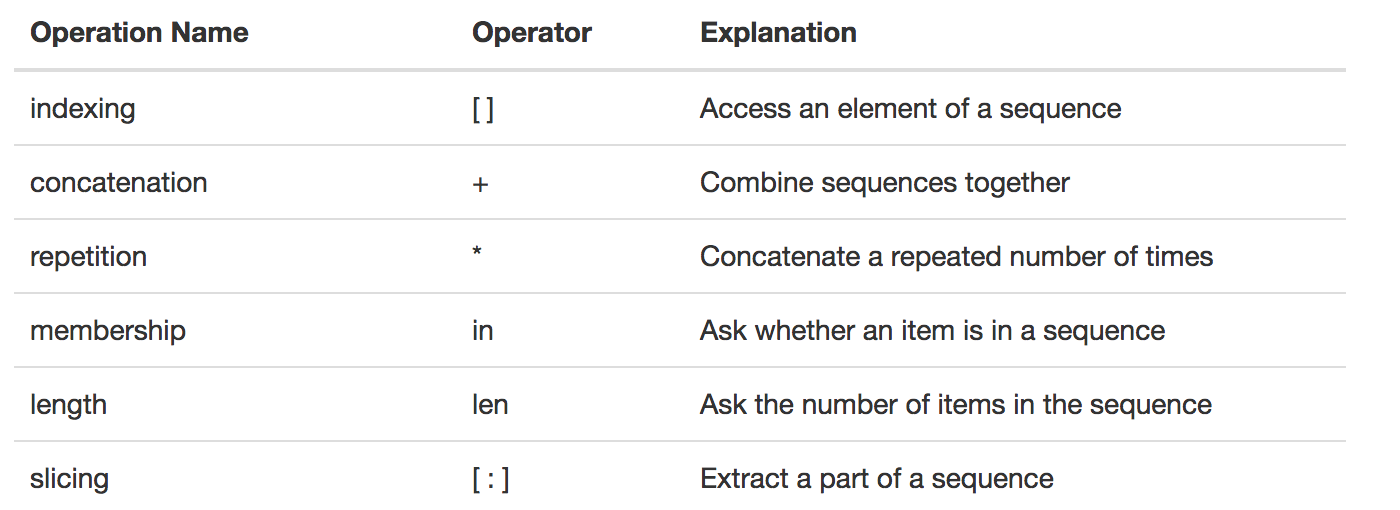 Operation Name Operator Explanation
indexing [ ] Access an element of a sequence
concatenation + Combine sequences together
repetition * Concatenate a repeated number of times
membership in Ask whether an item is in a sequence
length len Ask the number of items in the sequence
slicing [ : ] Extract a part of a sequence